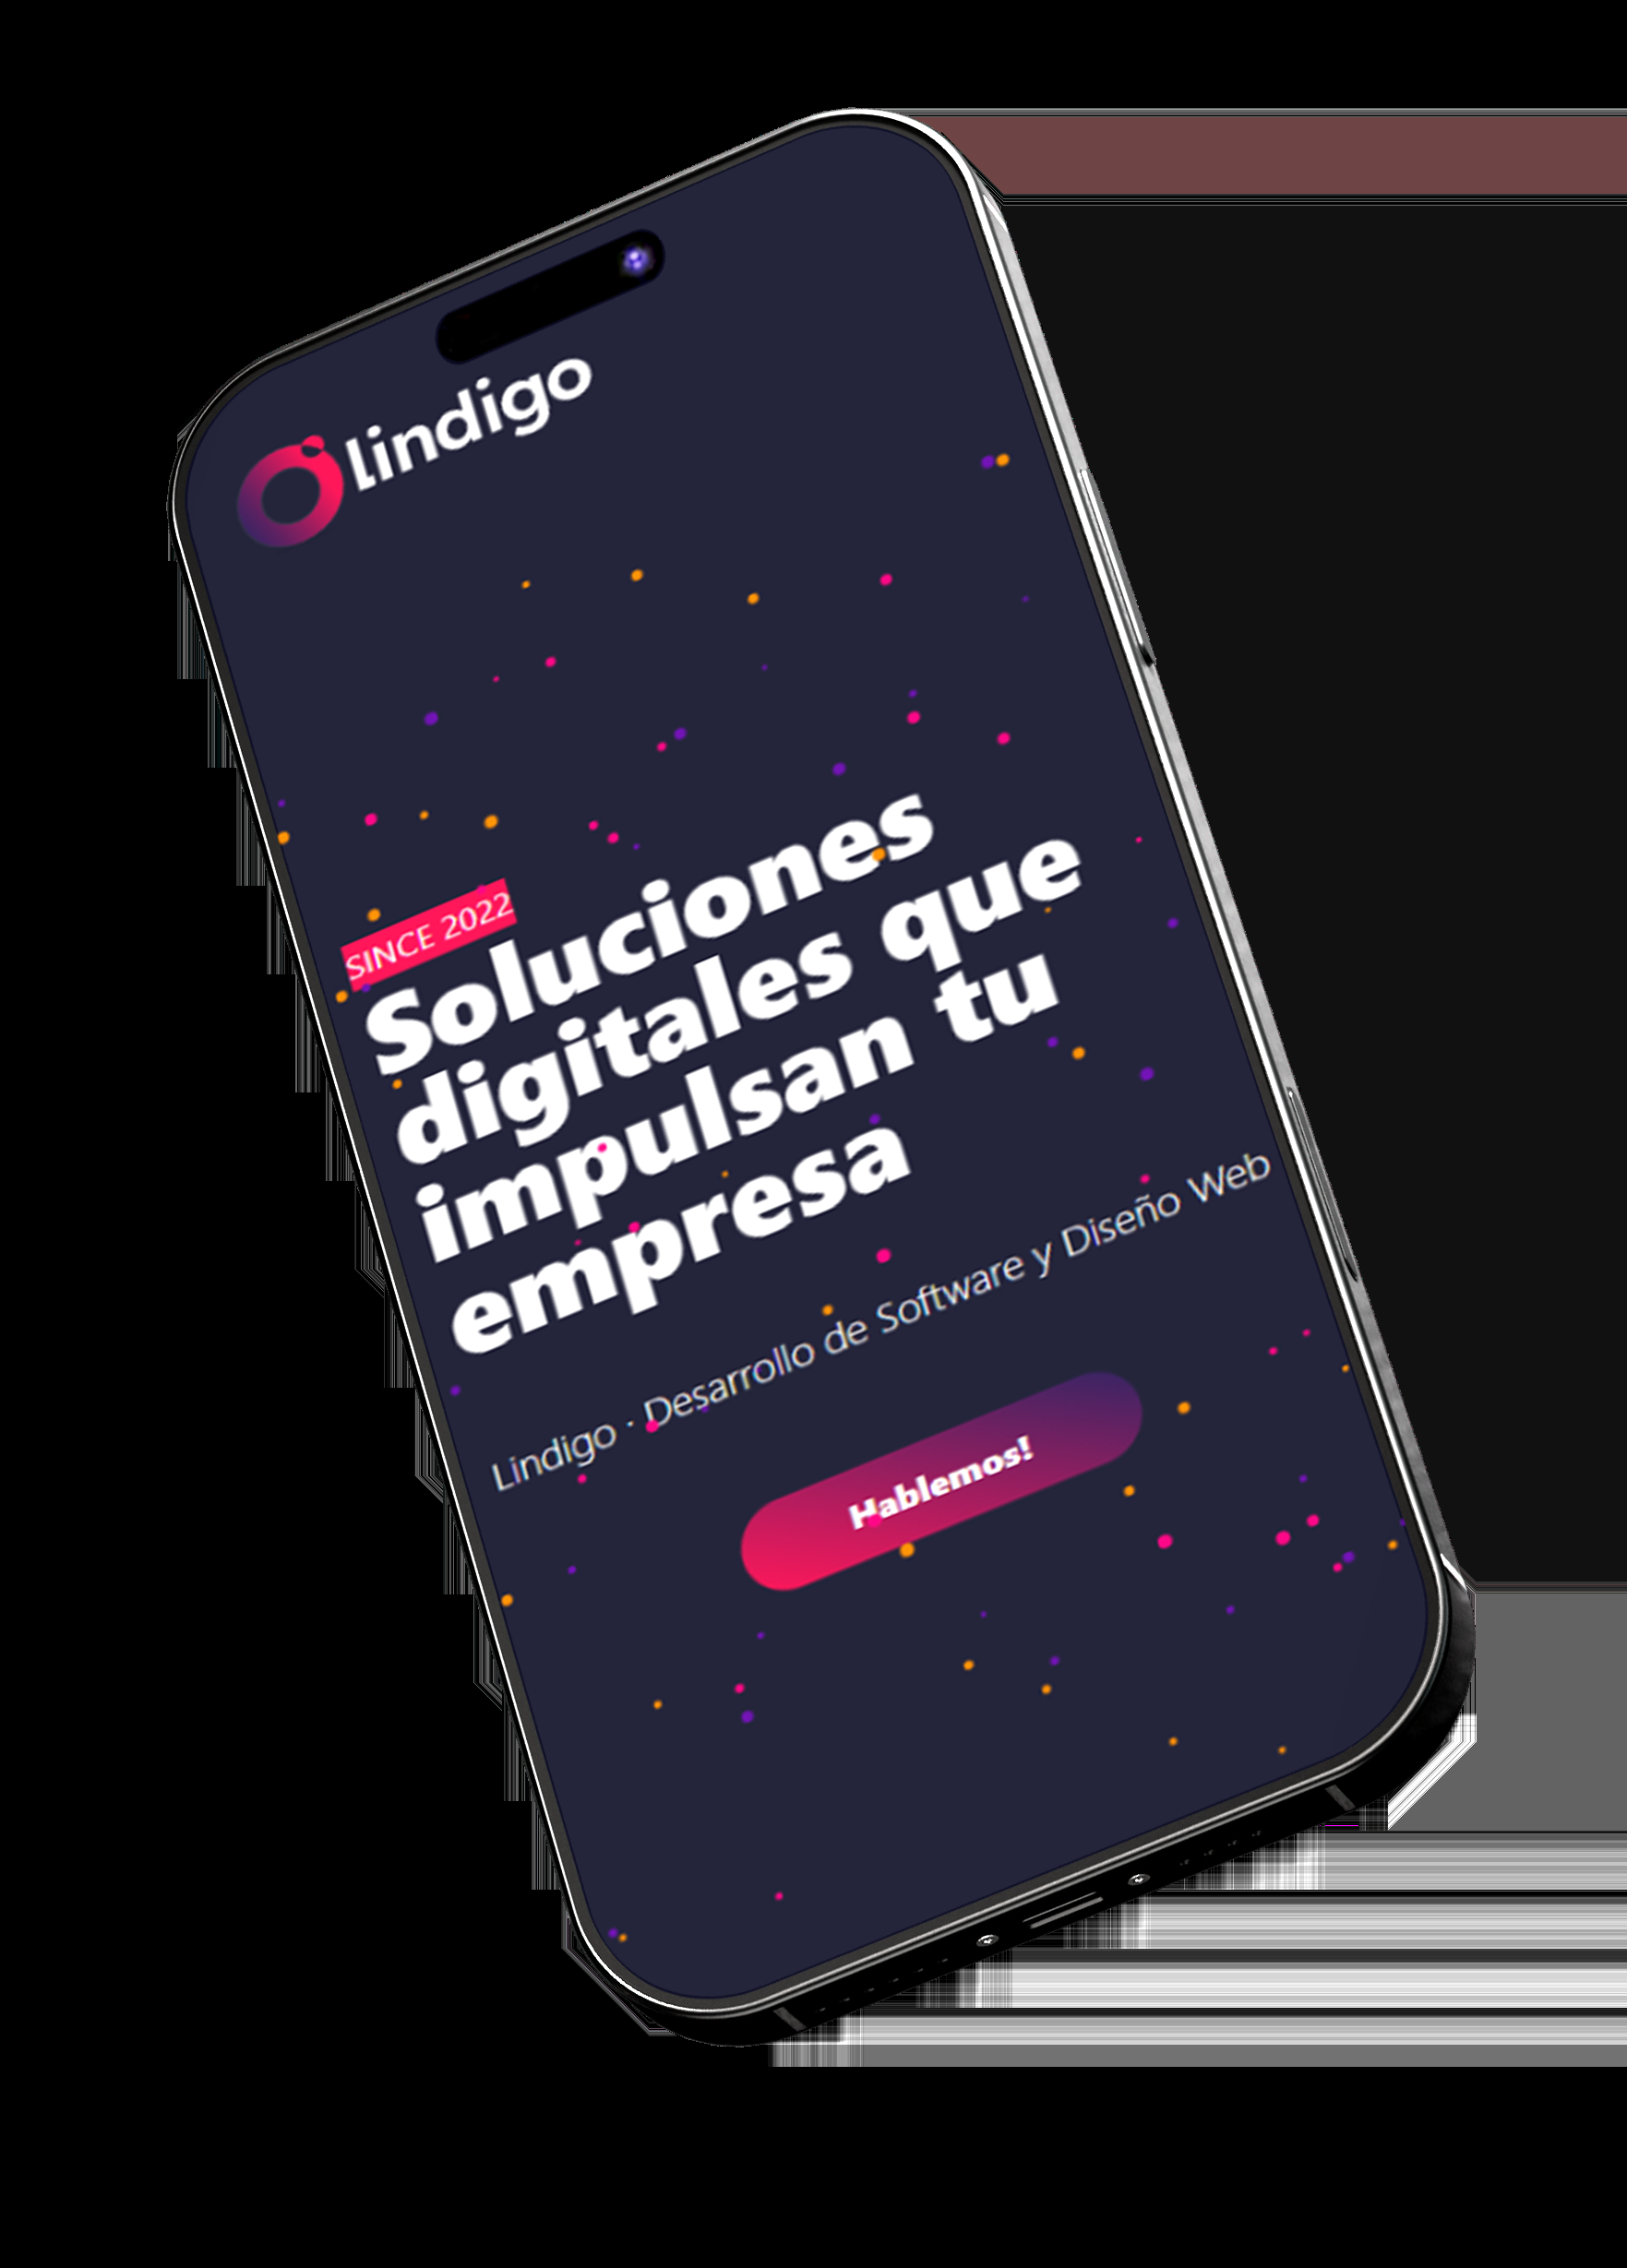 lindigo
SINCE 2022
Soluciones
digitales que
impulsan tu
empresa
Lindigo · Desarrollo de Software y Diseño Web
Hablemos!